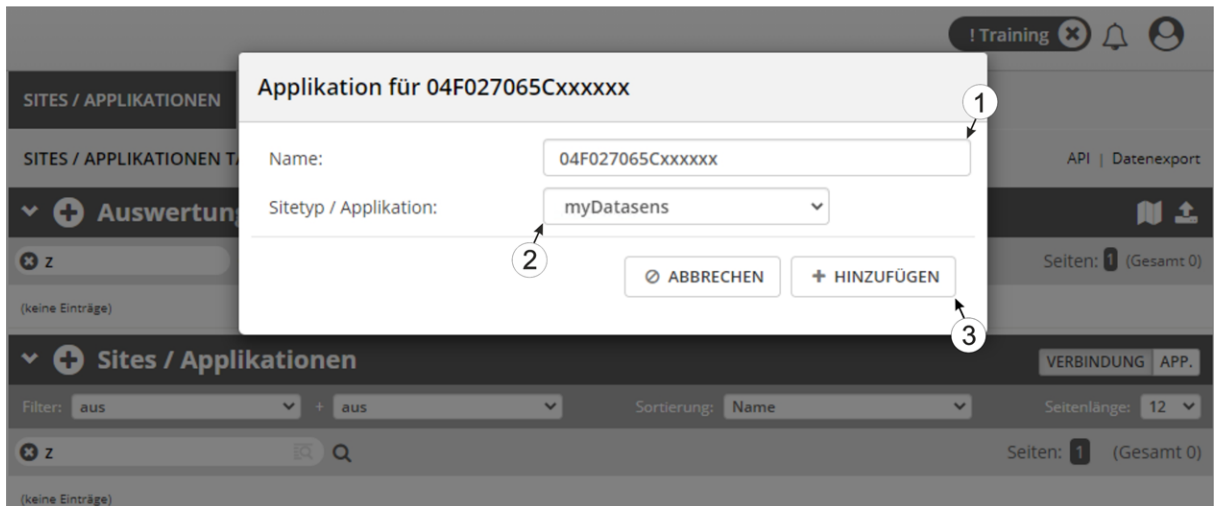 ! Training
Applikation für 04F027065Cxxxxxx
1
SITES / APPLIKATIONEN
SITES / APPLIKATIONEN TA
Name: 04F027065Cxxxxxx
API | Datenexport
Sitetyp / Applikation: myDatasens
Auswertung
2
z
ABBRECHEN HINZUFÜGEN
Seiten: 1 (Gesamt 0)
(keine Einträge)
3
Sites / Applikationen
VERBINDUNG APP.
Filter: aus + aus Sortierung: Name Seitenlänge: 12
z
Seiten: 1 (Gesamt 0)
(keine Einträge)